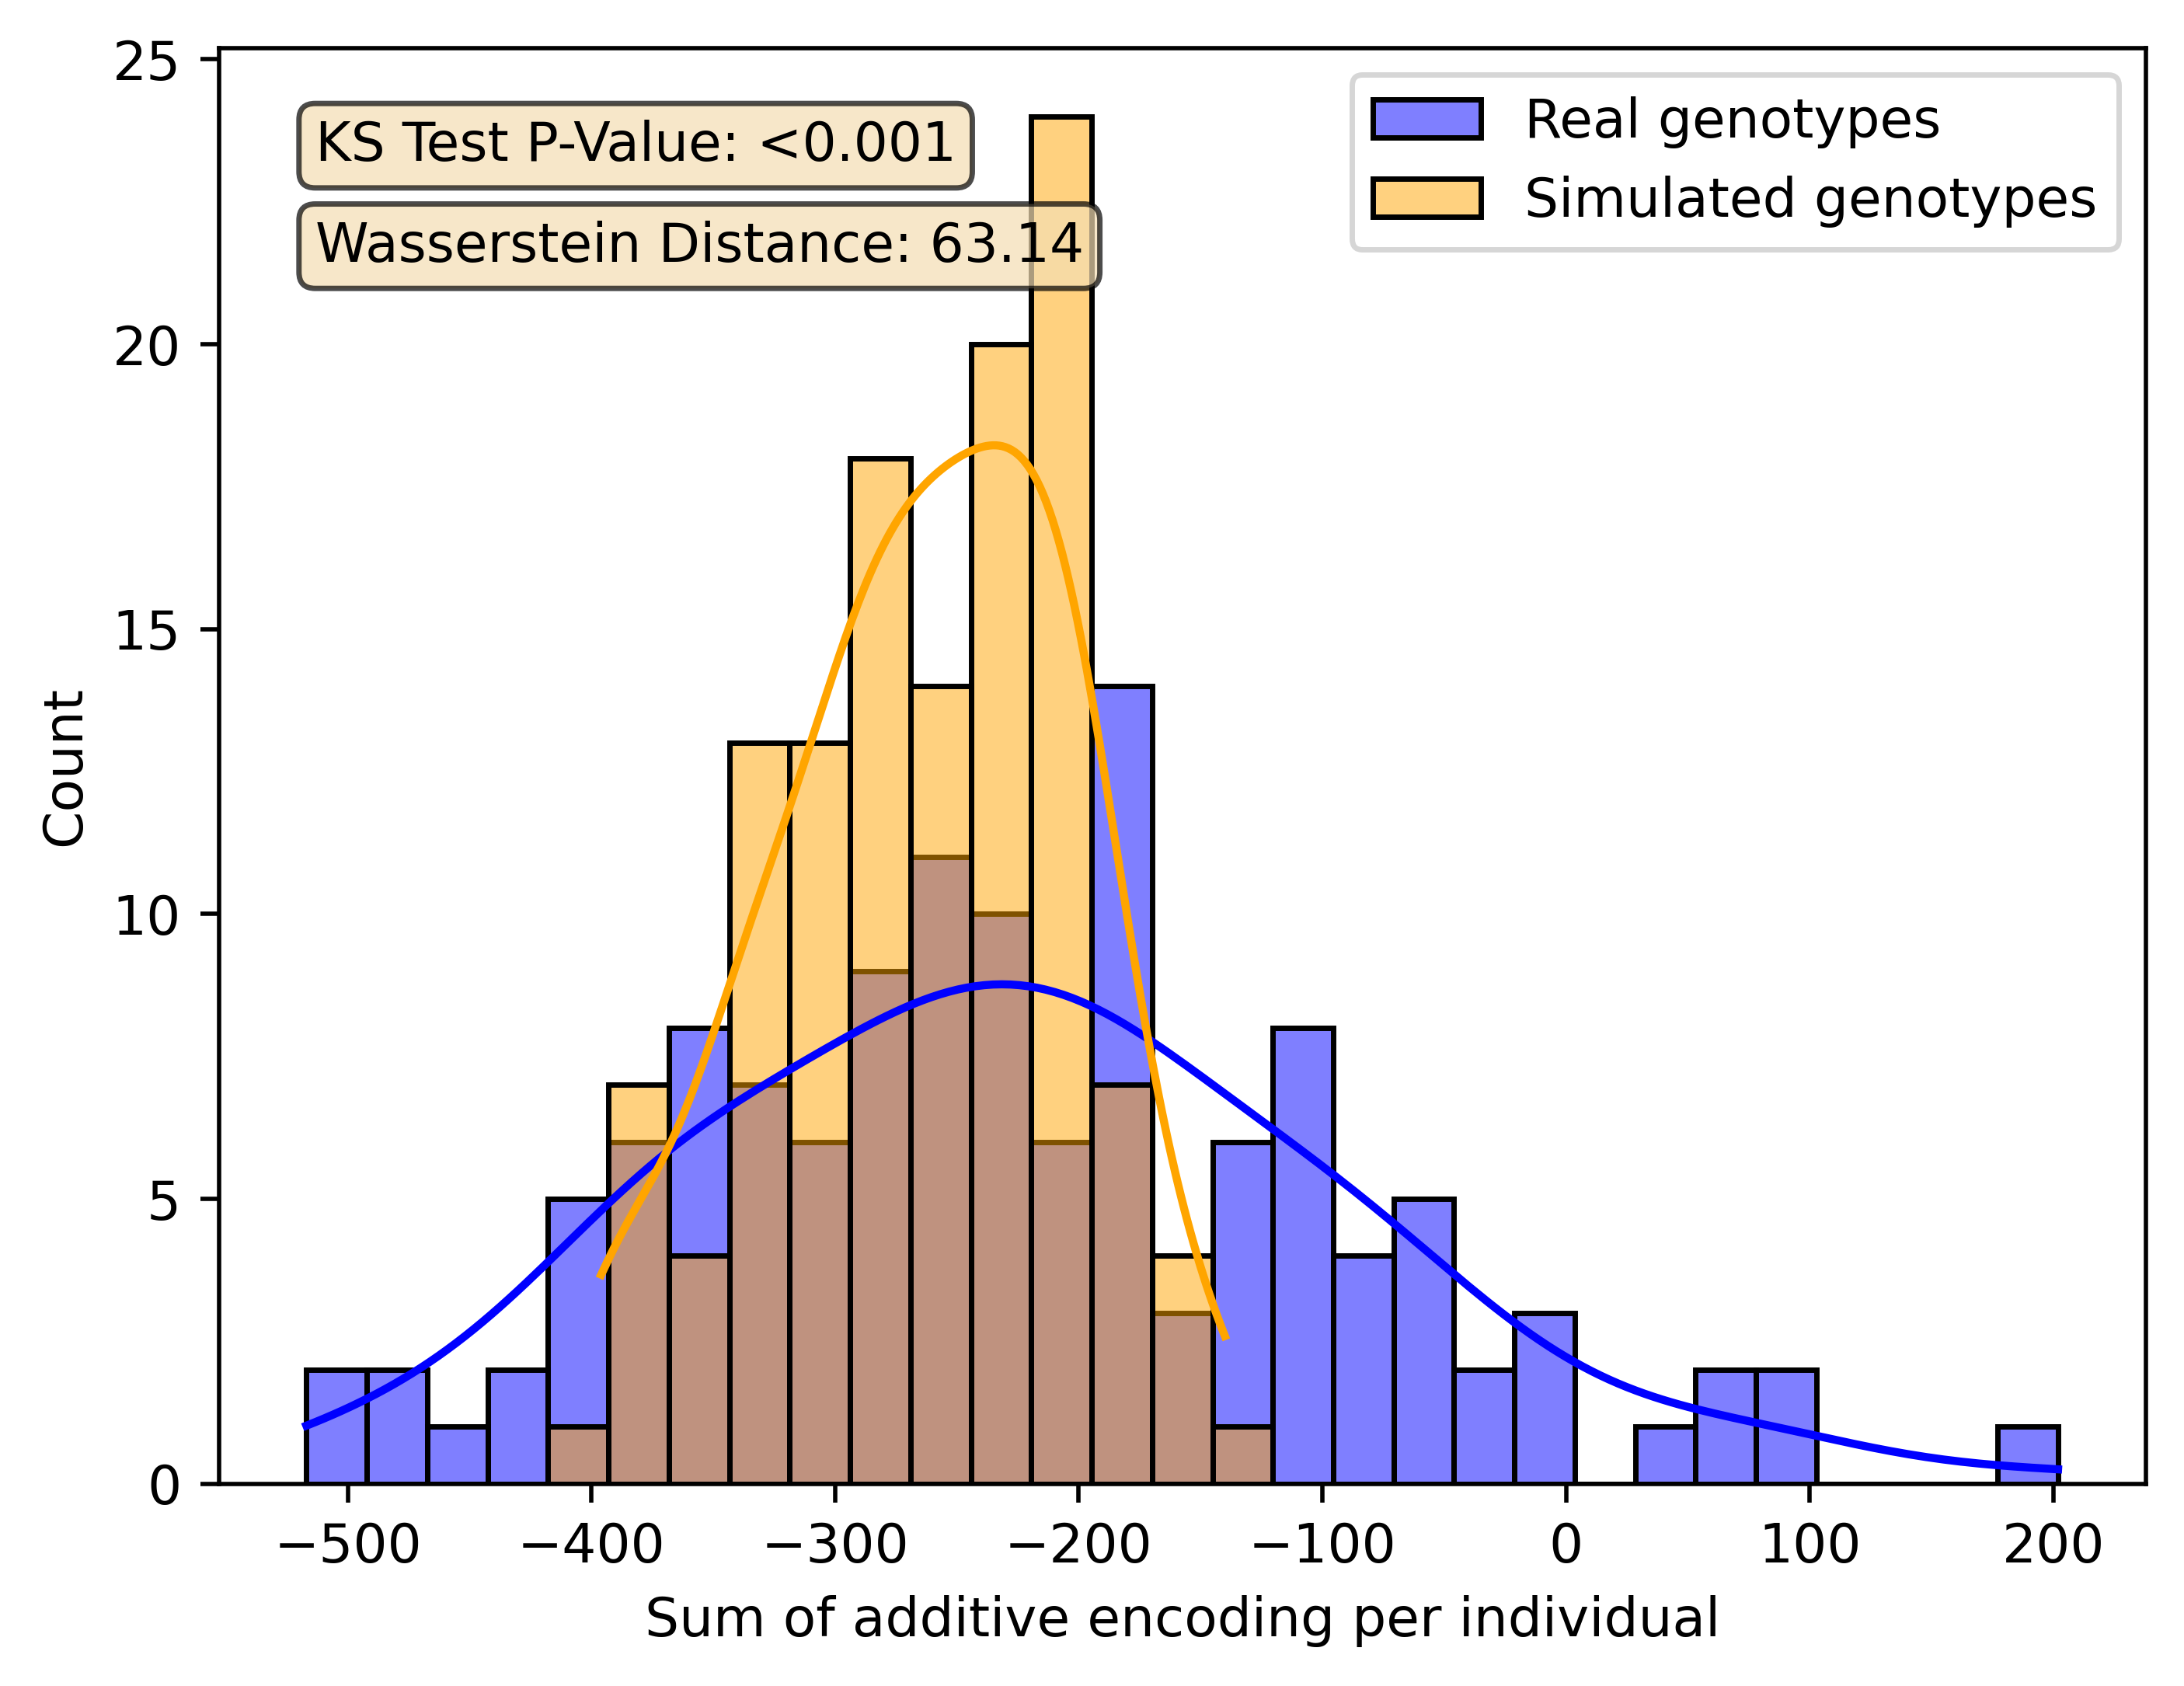 KS Test P-Value: <0.001
Wasserstein Distance: 63.14
Real genotypes
Simulated genotypes
25
20
15
10
5
0
Count
−500 −400 −300 −200 −100 0 100 200
Sum of additive encoding per individual